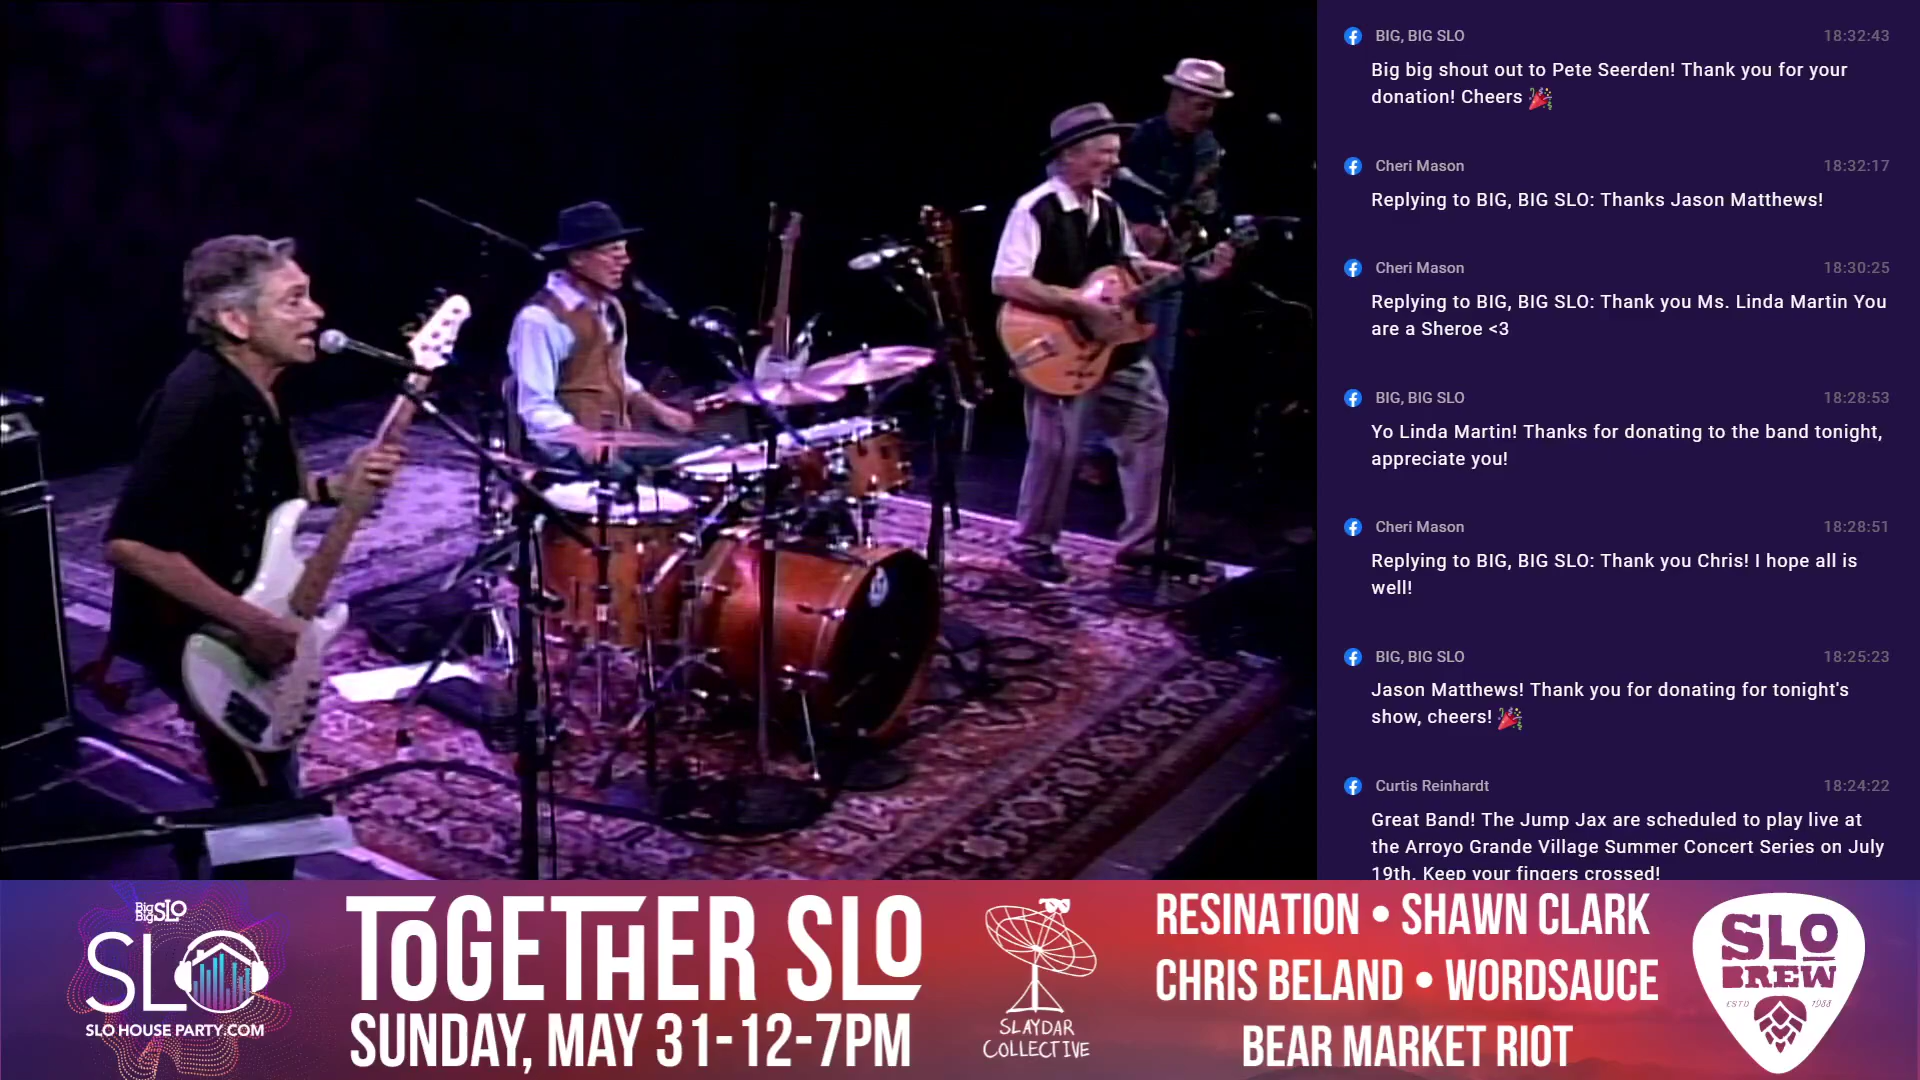 BIG, BIG SLO 18:32:43
Big big shout out to Pete Seerden! Thank you for your
donation! Cheers 🎉
Cheri Mason 18:32:17
Replying to BIG, BIG SLO: Thanks Jason Matthews!
Cheri Mason 18:30:25
Replying to BIG, BIG SLO: Thank you Ms. Linda Martin You
are a Sheroe <3
BIG, BIG SLO 18:28:53
Yo Linda Martin! Thanks for donating to the band tonight,
appreciate you!
Cheri Mason 18:28:51
Replying to BIG, BIG SLO: Thank you Chris! I hope all is
well!
BIG, BIG SLO 18:25:23
Jason Matthews! Thank you for donating for tonight's
show, cheers! 🎉
Curtis Reinhardt 18:24:22
Great Band! The Jump Jax are scheduled to play live at
the Arroyo Grande Village Summer Concert Series on July
19th. Keep your fingers crossed!
Big Big SLO
SLO
SLO HOUSE PARTY.COM
TOGETHER SLO
SUNDAY, MAY 31-12-7PM
SLAYDAR
COLLECTIVE
RESINATION • SHAWN CLARK
CHRIS BELAND • WORDSAUCE
BEAR MARKET RIOT
SLO
BREW
ESTD 1988